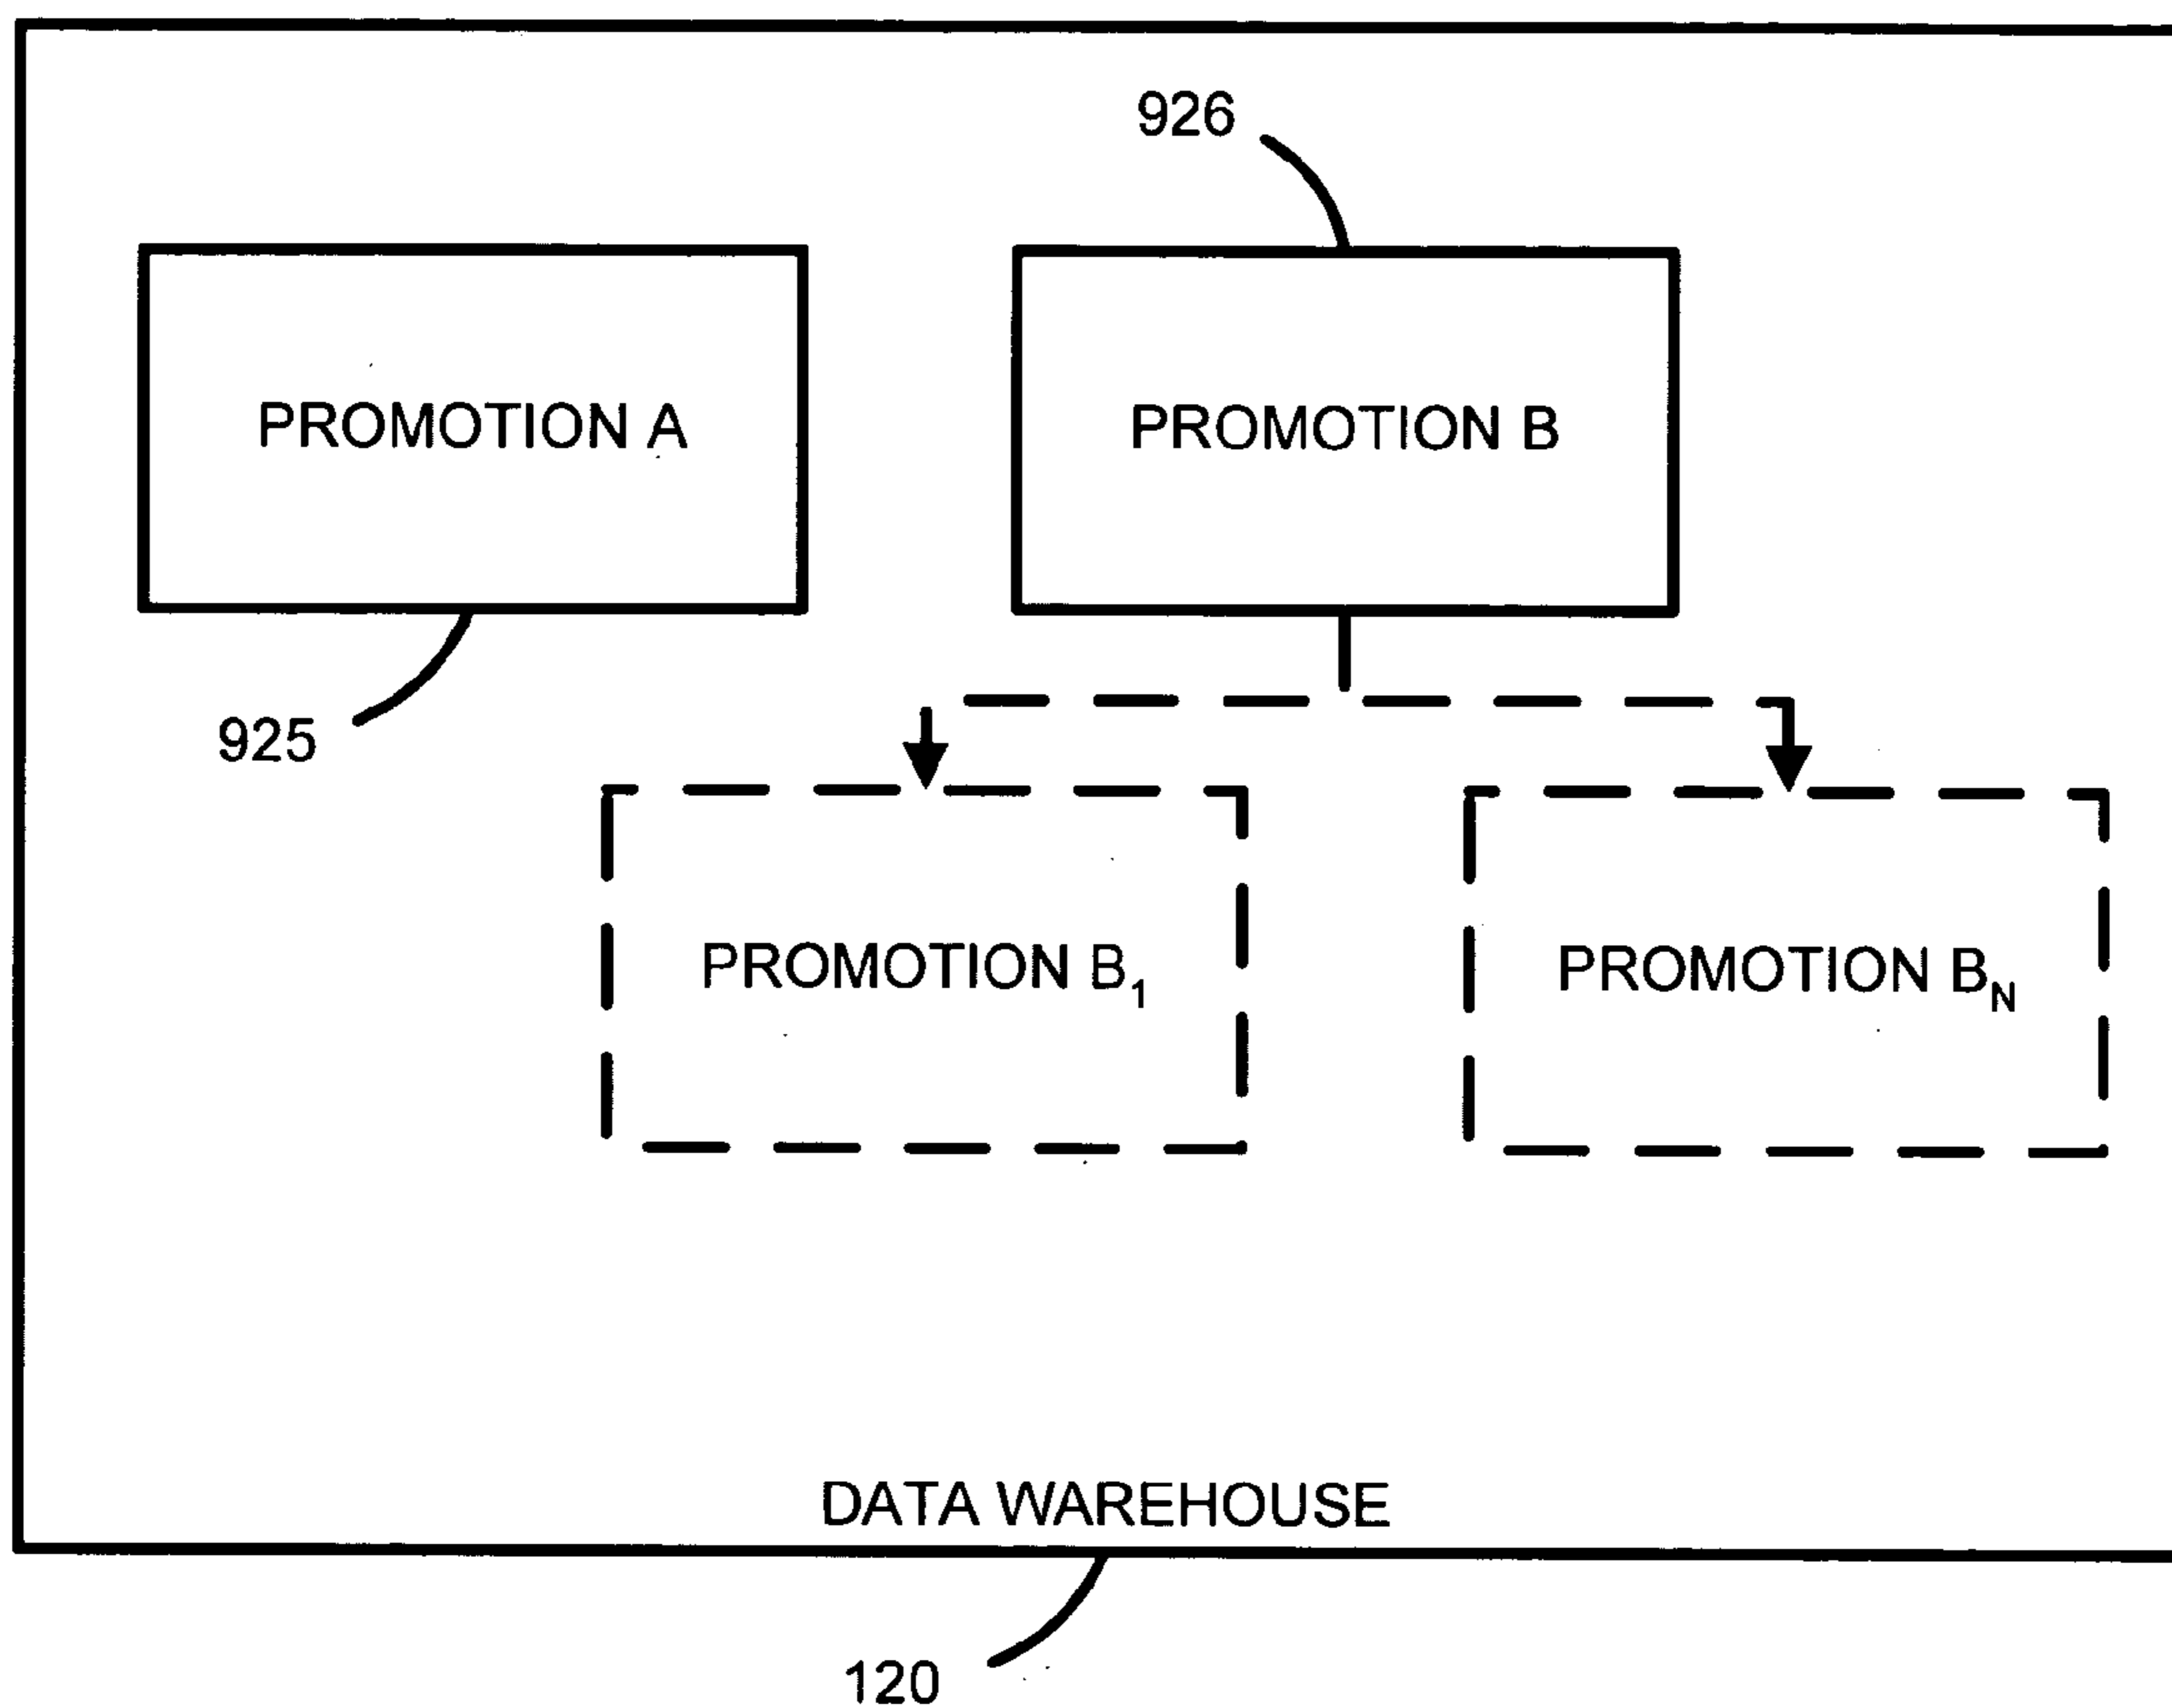 926
PROMOTION A
PROMOTION B
925
PROMOTION B₁
PROMOTION Bₙ
DATA WAREHOUSE
120